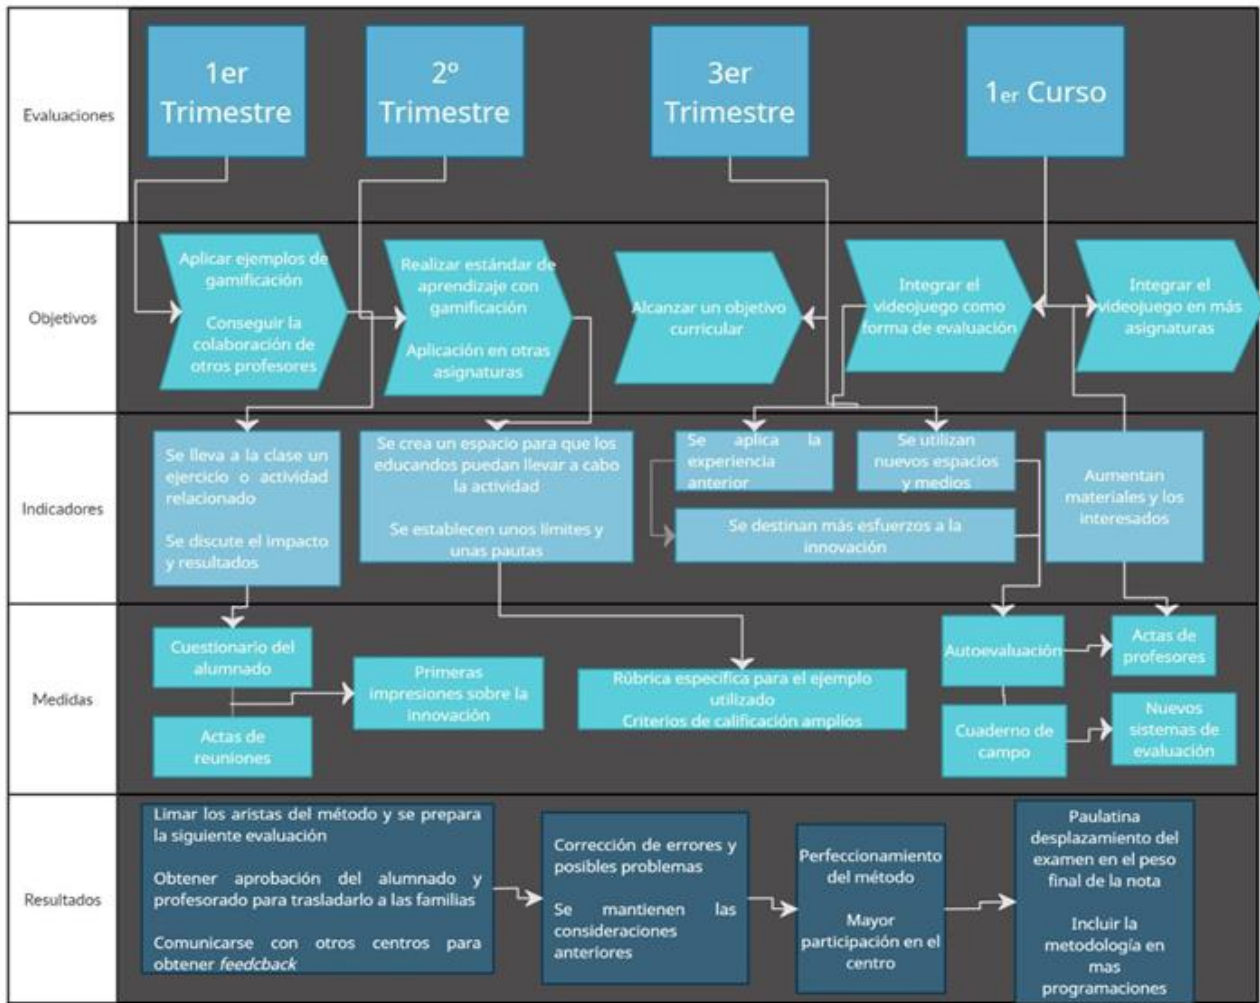 Evaluaciones
1er
Trimestre
2º
Trimestre
3er
Trimestre
1er Curso
Objetivos
Aplicar ejemplos de
gamificación
Conseguir la
colaboración de
otros profesores
Realizar estándar de
aprendizaje con
gamificación
Aplicación en otras
asignaturas
Alcanzar un objetivo
curricular
Integrar el
videojuego como
forma de evaluación
Integrar el
videojuego en más
asignaturas
Indicadores
Se lleva a la clase un
ejercicio o actividad
relacionado
Se discute el impacto
y resultados
Se crea un espacio para que los
educandos puedan llevar a cabo
la actividad
Se establecen unos límites y
unas pautas
Se aplica la
experiencia
anterior
Se utilizan
nuevos espacios
y medios
Se destinan más esfuerzos a la
innovación
Aumentan
materiales y los
interesados
Medidas
Cuestionario del
alumnado
Actas de
reuniones
Primeras
impresiones sobre la
innovación
Rúbrica específica para el ejemplo
utilizado
Criterios de calificación amplios
Autoevaluación
Actas de
profesores
Cuaderno de
campo
Nuevos
sistemas de
evaluación
Resultados
Limar los aristas del método y se prepara
la siguiente evaluación
Obtener aprobación del alumnado y
profesorado para trasladarlo a las familias
Comunicarse con otros centros para
obtener feedcback
Corrección de errores y
posibles problemas
Se mantienen las
consideraciones
anteriores
Perfeccionamiento
del método
Mayor
participación en el
centro
Paulatina
desplazamiento del
examen en el peso
final de la nota
Incluir la
metodología en
mas
programaciones